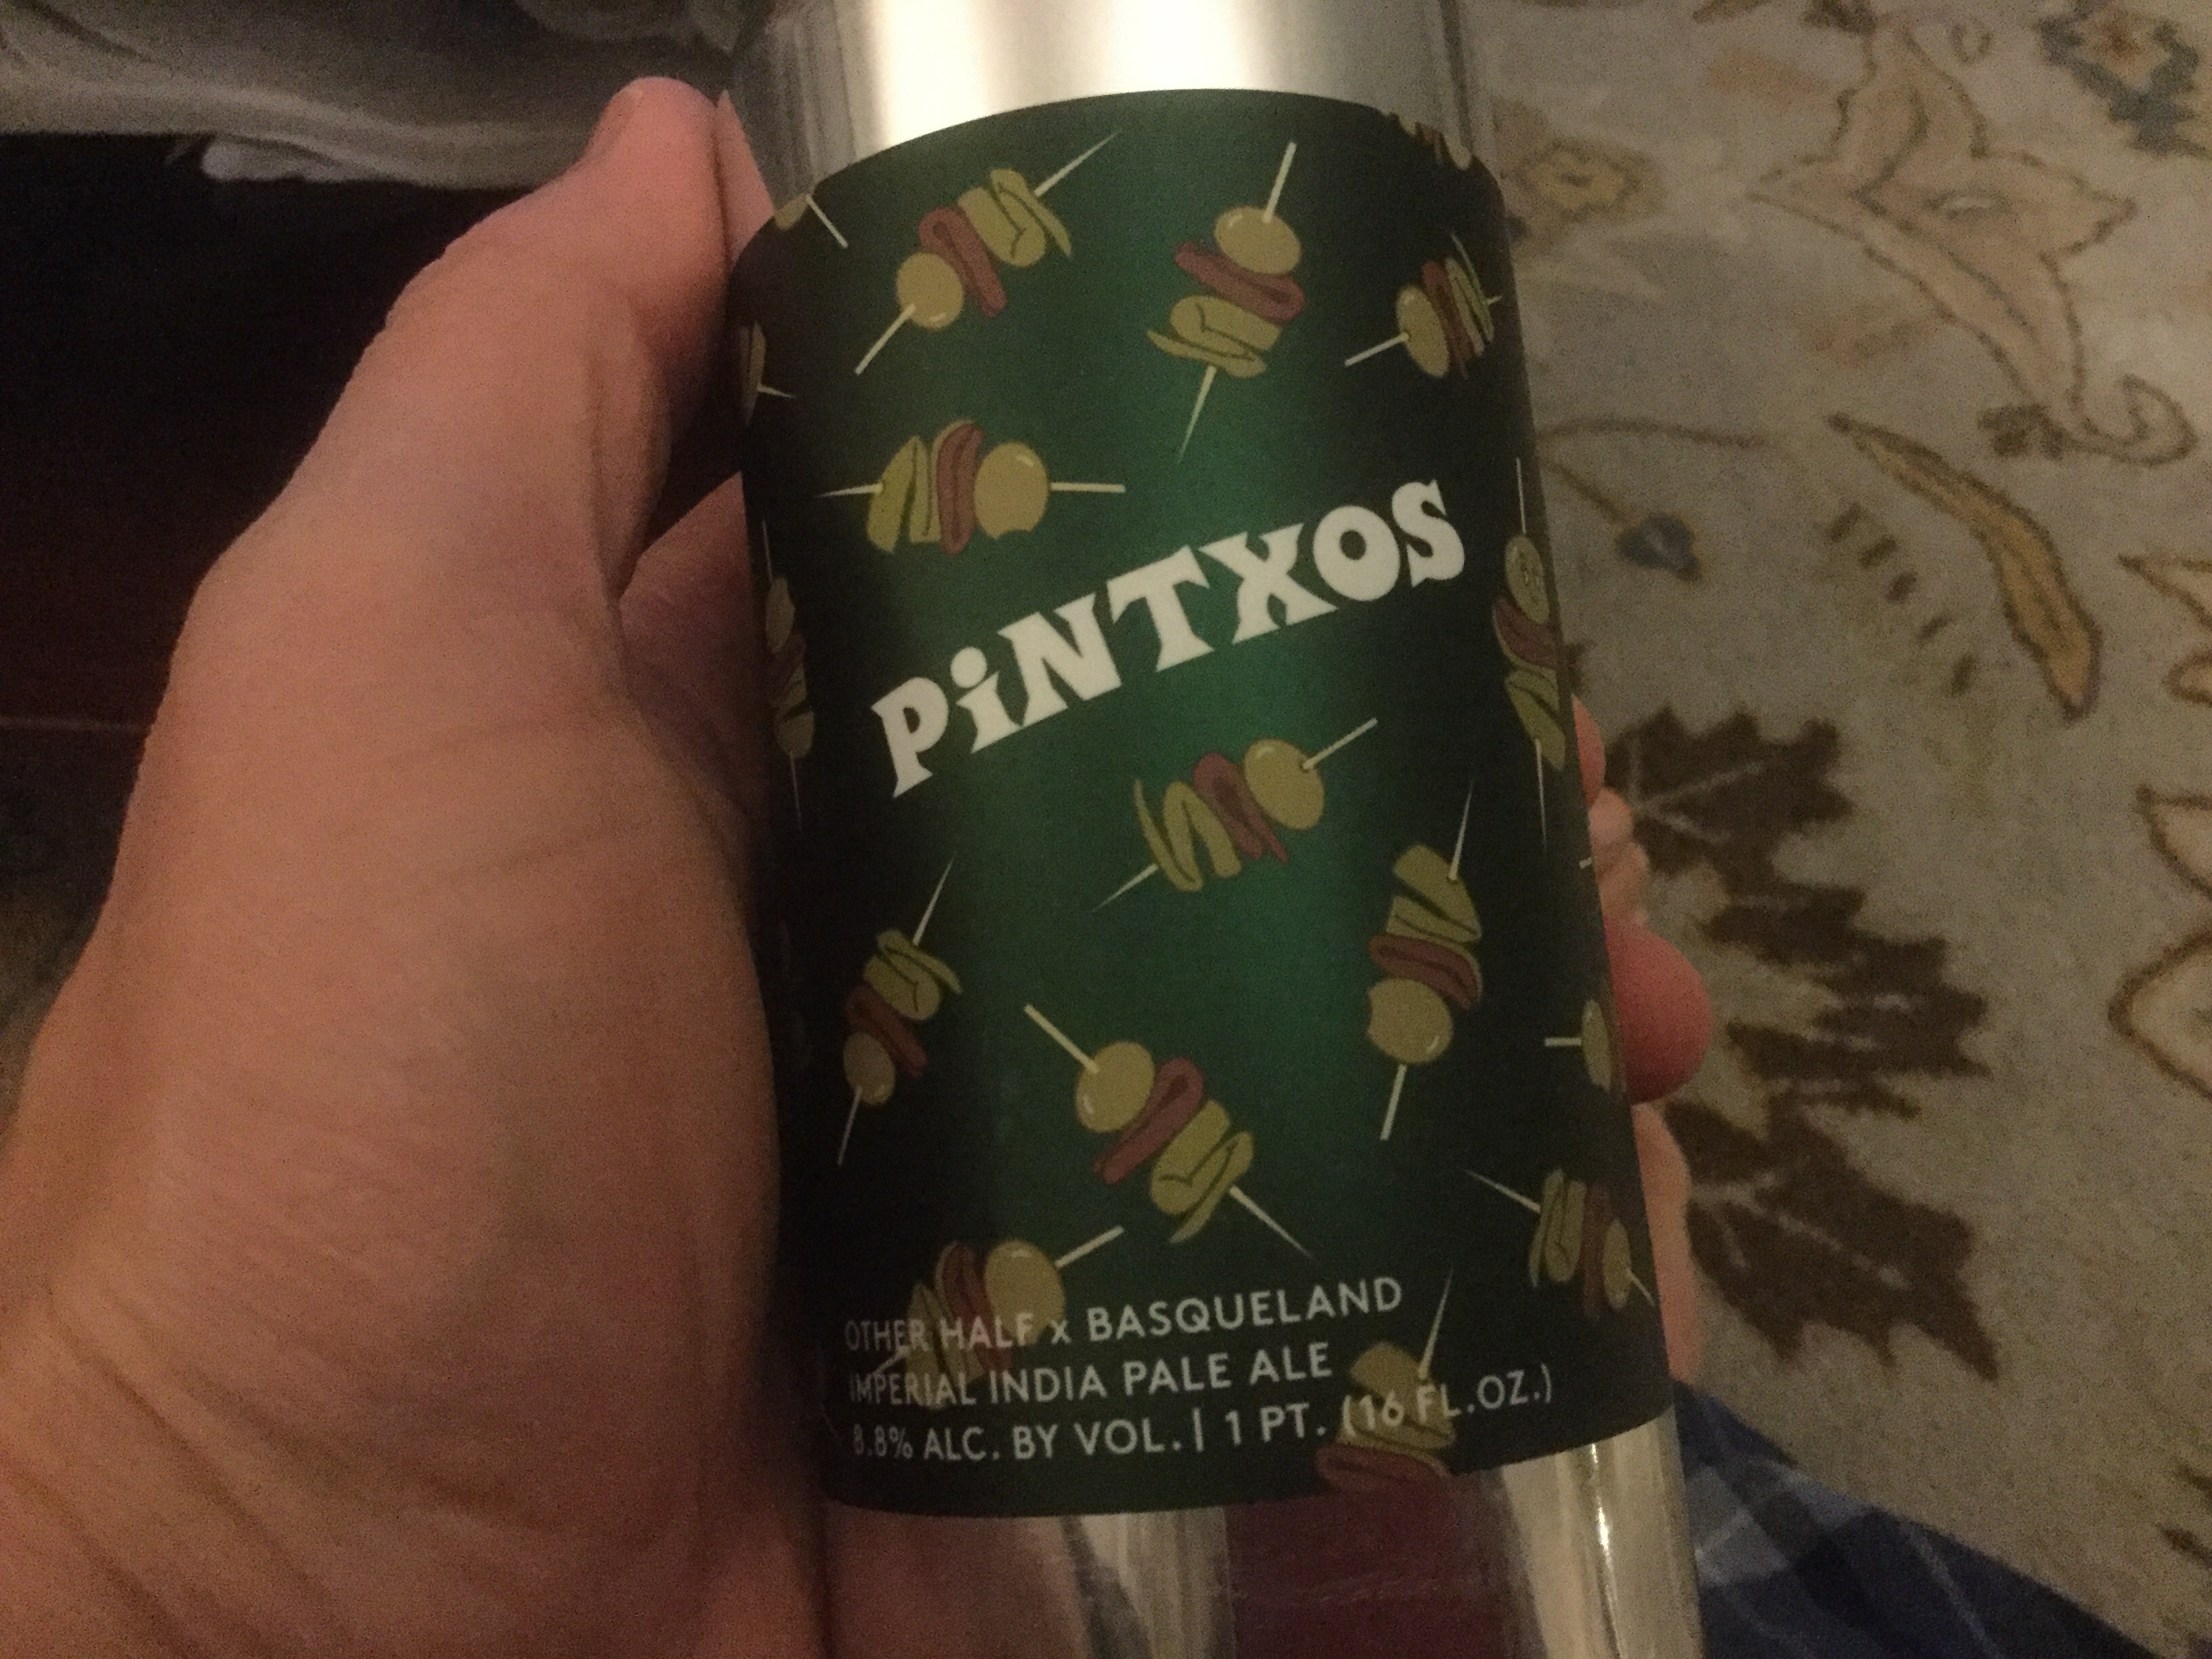 PiNTXOS
OTHER HALF x BASQUELAND
IMPERIAL INDIA PALE ALE
8.8% ALC. BY VOL. | 1 PT. (16 FL.OZ.)